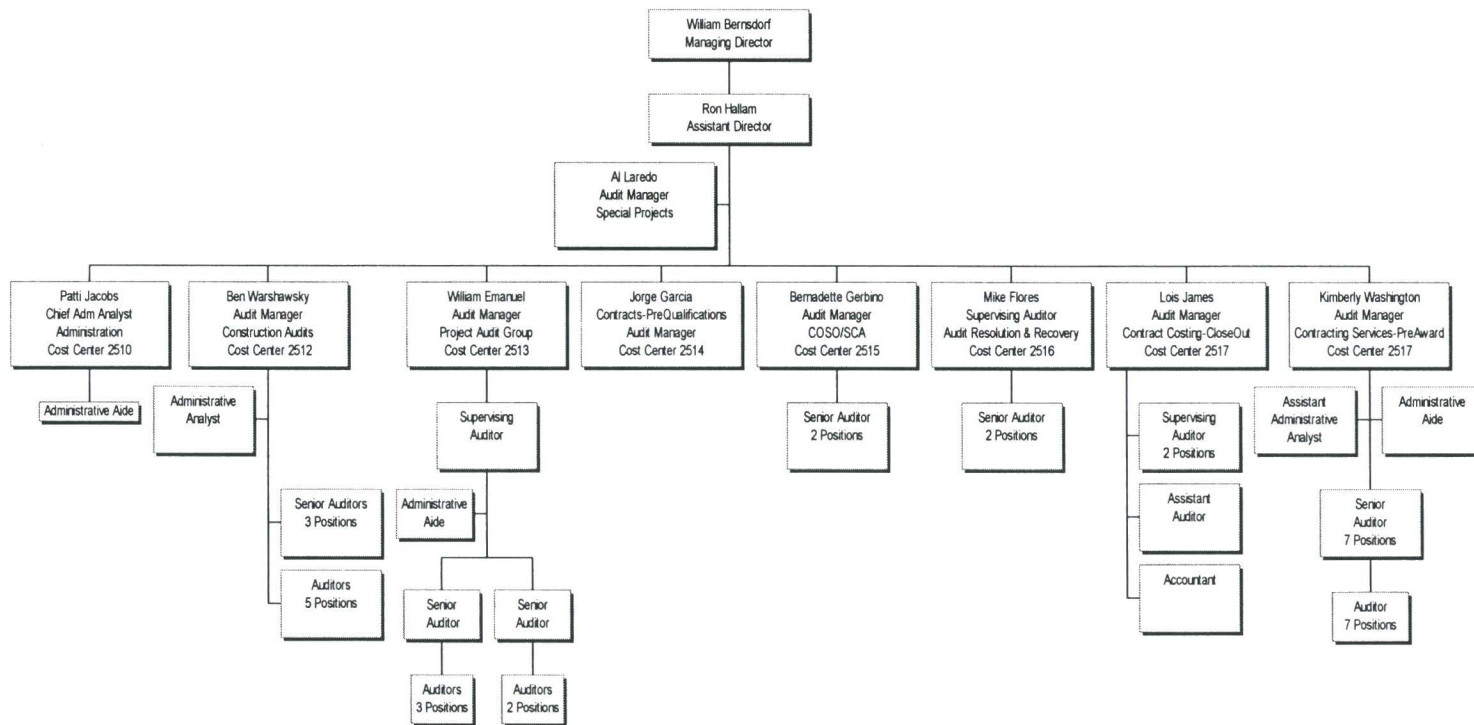 William Bernsdorf
Managing Director
Ron Hallam
Assistant Director
Al Laredo
Audit Manager
Special Projects
Patti Jacobs
Chief Adm Analyst
Administration
Cost Center 2510
Ben Warshawsky
Audit Manager
Construction Audits
Cost Center 2512
William Emanuel
Audit Manager
Project Audit Group
Cost Center 2513
Jorge Garcia
Contracts-PreQualifications
Audit Manager
Cost Center 2514
Bernadette Gerbino
Audit Manager
COSO/SCA
Cost Center 2515
Mike Flores
Supervising Auditor
Audit Resolution & Recovery
Cost Center 2516
Lois James
Audit Manager
Contract Costing-CloseOut
Cost Center 2517
Kimberly Washington
Audit Manager
Contracting Services-PreAward
Cost Center 2517
Administrative Aide
Administrative
Analyst
Senior Auditors
3 Positions
Auditors
5 Positions
Supervising
Auditor
Administrative
Aide
Senior
Auditor
Senior
Auditor
Auditors
3 Positions
Auditors
2 Positions
Senior Auditor
2 Positions
Senior Auditor
2 Positions
Supervising
Auditor
2 Positions
Assistant
Auditor
Accountant
Assistant
Administrative
Analyst
Administrative
Aide
Senior
Auditor
7 Positions
Auditor
7 Positions